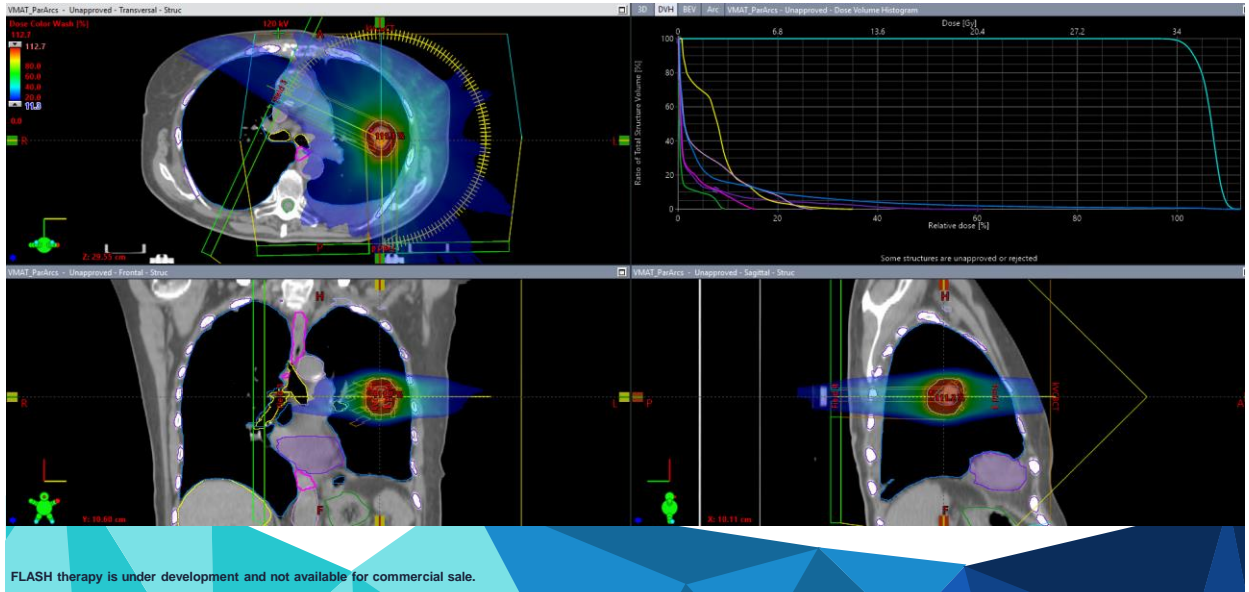 VMAT_ParArcs - Unapproved - Transversal - Struc
Dose Color Wash [%]
112.7
112.7
80.0
60.0
40.0
20.0
11.3
0.0
120 kV
A
R
L
P
Z: 29.55 cm
3D DVH BEV Arc VMAT_ParArcs - Unapproved - Dose Volume Histogram
Dose [Gy]
0 6.8 13.6 20.4 27.2 34
100
80
60
40
20
0
Ratio of Total Structure Volume [%]
0 20 40 60 80 100
Relative dose [%]
Some structures are unapproved or rejected
VMAT_ParArcs - Unapproved - Frontal - Struc
H
R
L
F
Y: 10.60 cm
VMAT_ParArcs - Unapproved - Sagittal - Struc
H
P
A
F
X: 10.11 cm
FLASH therapy is under development and not available for commercial sale.